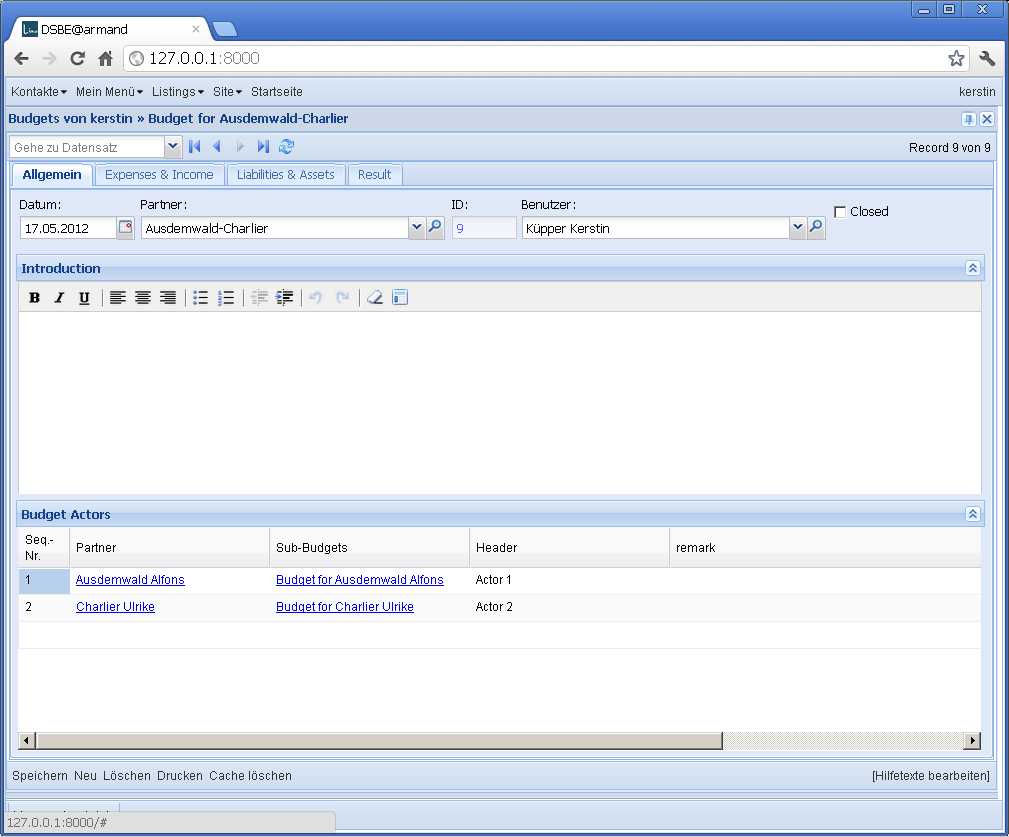 DSBE@armand
127.0.0.1:8000
Kontakte Mein Menü Listings Site Startseite kerstin
Budgets von kerstin » Budget for Ausdemwald-Charlier
Gehe zu Datensatz Record 9 von 9
Allgemein Expenses & Income Liabilities & Assets Result
Datum: Partner: ID: Benutzer:
17.05.2012 Ausdemwald-Charlier 9 Küpper Kerstin Closed
Introduction
B I U
Budget Actors
Seq.-
Nr. Partner Sub-Budgets Header remark
1 Ausdemwald Alfons Budget for Ausdemwald Alfons Actor 1
2 Charlier Ulrike Budget for Charlier Ulrike Actor 2
Speichern Neu Löschen Drucken Cache löschen [Hilfetexte bearbeiten]
127.0.0.1:8000/#